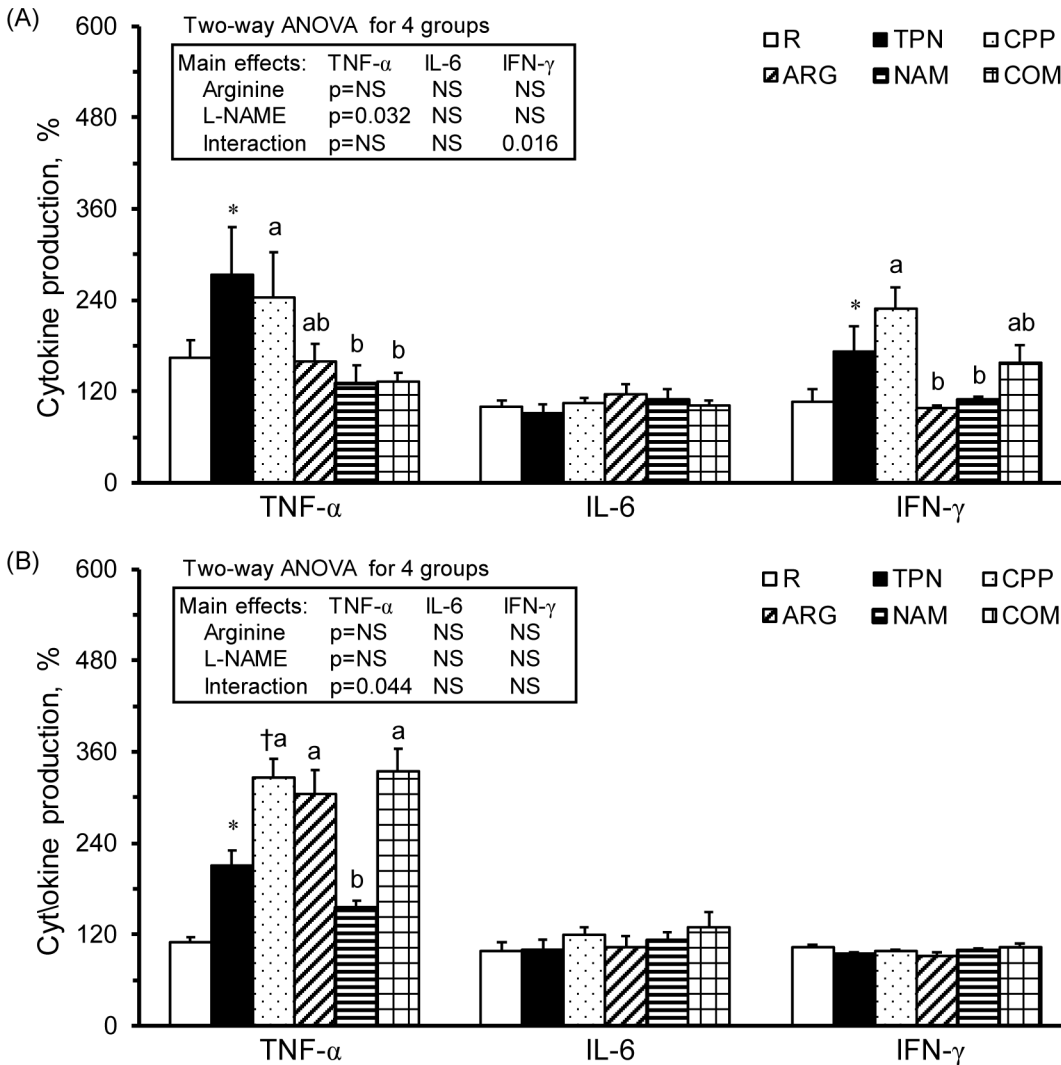 (A)
Two-way ANOVA for 4 groups
Main effects: TNF-α IL-6 IFN-γ
Arginine p=NS NS NS
L-NAME p=0.032 NS NS
Interaction p=NS NS 0.016
R TPN CPP
ARG NAM COM
Cytokine production, %
600
480
360
240
120
0
* a ab b b
* a b b ab
TNF-α IL-6 IFN-γ
(B)
Two-way ANOVA for 4 groups
Main effects: TNF-α IL-6 IFN-γ
Arginine p=NS NS NS
L-NAME p=NS NS NS
Interaction p=0.044 NS NS
R TPN CPP
ARG NAM COM
Cyt\okine production, %
600
480
360
240
120
0
* †a a b a
TNF-α IL-6 IFN-γ